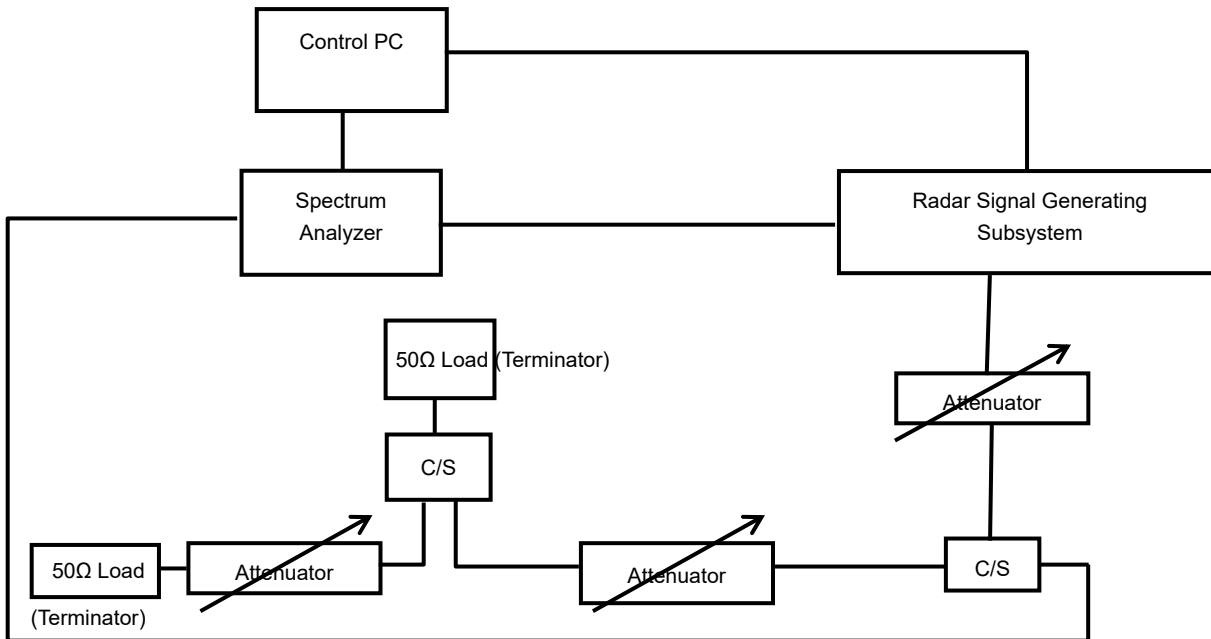 Control PC
Spectrum
Analyzer
Radar Signal Generating
Subsystem
50Ω Load (Terminator)
Attenuator
C/S
50Ω Load
(Terminator)
Attenuator
Attenuator
C/S